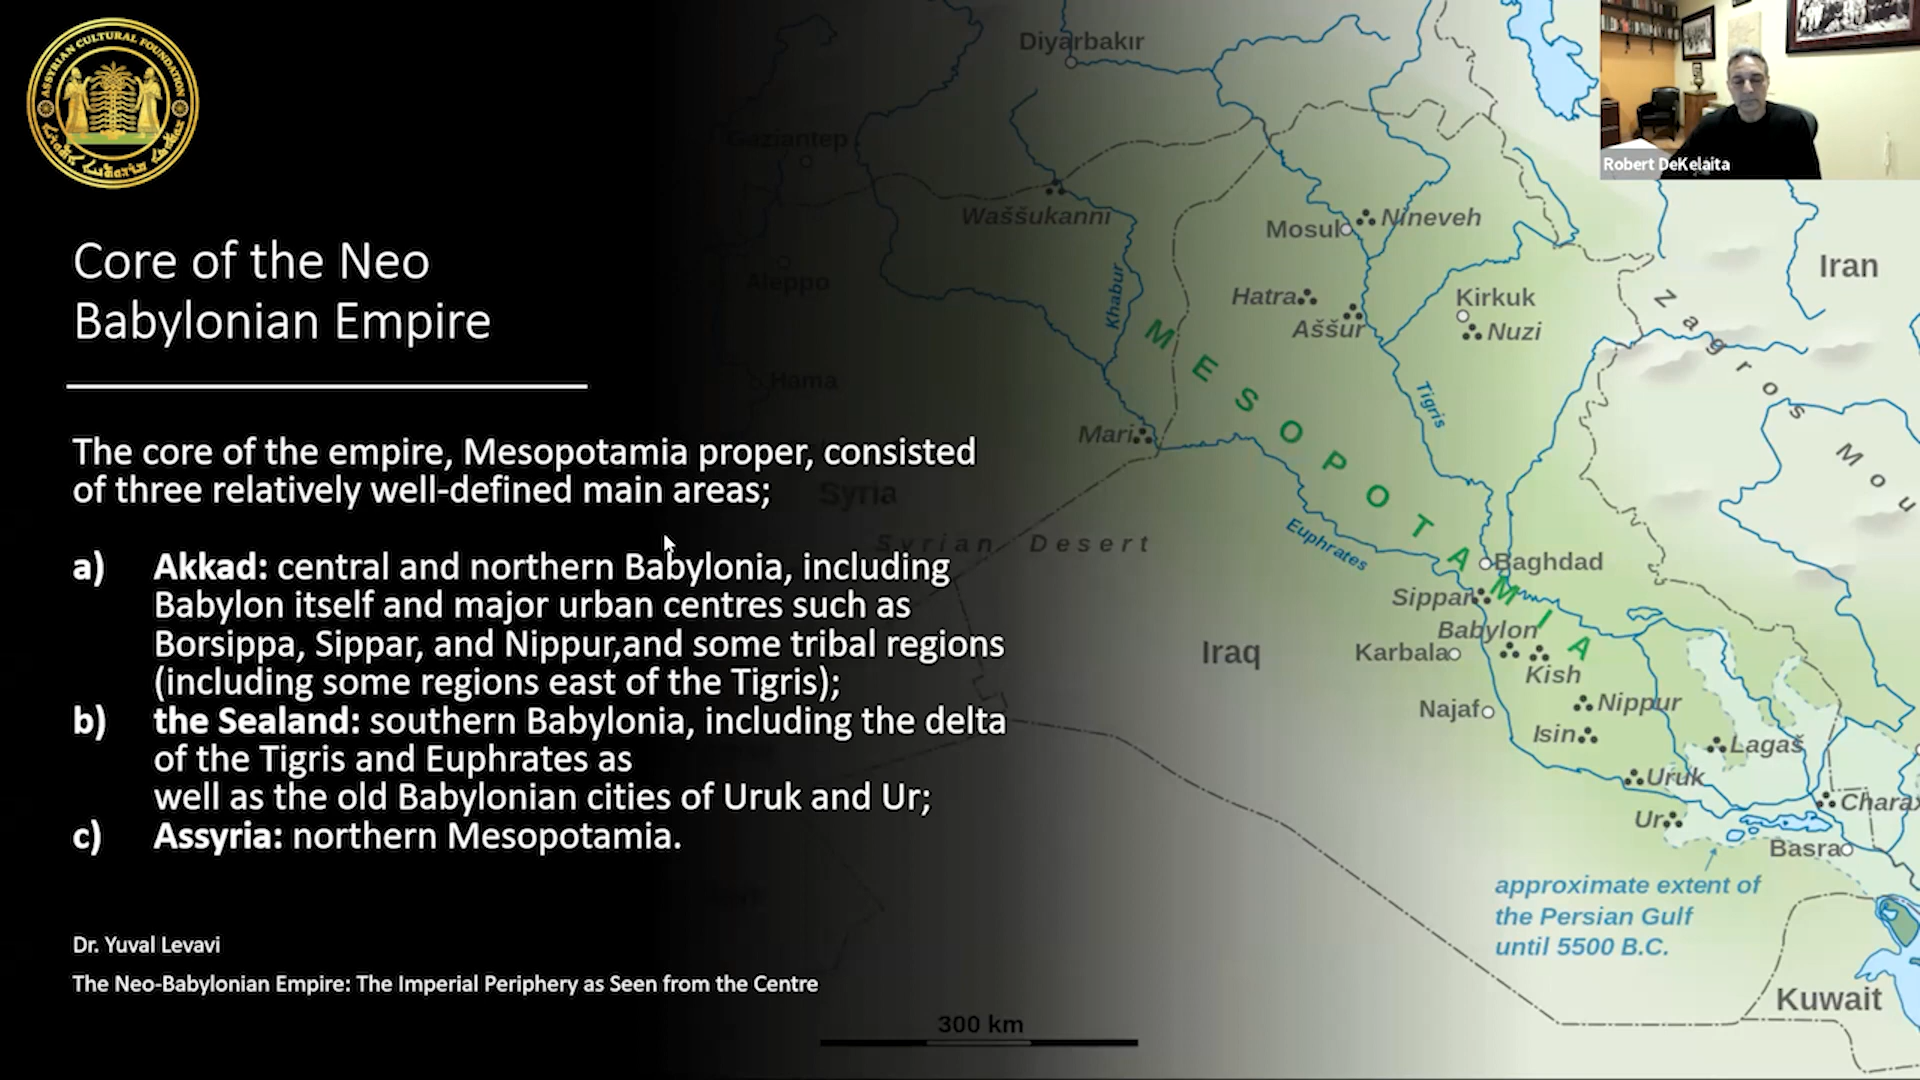 ASSYRIAN CULTURAL FOUNDATION
Core of the Neo
Babylonian Empire
The core of the empire, Mesopotamia proper, consisted
of three relatively well-defined main areas;
a) Akkad: central and northern Babylonia, including
Babylon itself and major urban centres such as
Borsippa, Sippar, and Nippur,and some tribal regions
(including some regions east of the Tigris);
b) the Sealand: southern Babylonia, including the delta
of the Tigris and Euphrates as
well as the old Babylonian cities of Uruk and Ur;
c) Assyria: northern Mesopotamia.
Dr. Yuval Levavi
The Neo-Babylonian Empire: The Imperial Periphery as Seen from the Centre
Robert DeKelaita
Diyarbakır
Gaziantep
Waššukanni
Mosul
Nineveh
Aleppo
Khabur
Hatra
Aššur
Kirkuk
Nuzi
Iran
Zagros Mou
Hama
MESOPOTAMIA
Tigris
Mari
Syria
Syrian Desert
Euphrates
Baghdad
Sippar
Babylon
Iraq
Karbala
Kish
Najaf
Nippur
Isin
Lagaš
Uruk
Ur
Charax
Basra
approximate extent of
the Persian Gulf
until 5500 B.C.
Kuwait
300 km